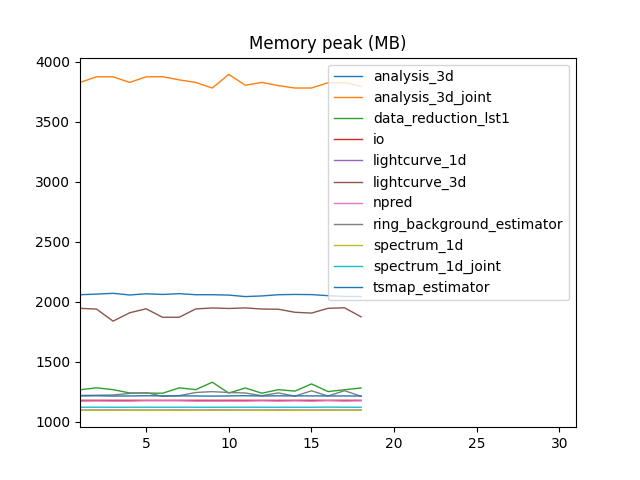 Memory peak (MB)
4000
3500
3000
2500
2000
1500
1000
5
10
15
20
25
30
analysis_3d
analysis_3d_joint
data_reduction_lst1
io
lightcurve_1d
lightcurve_3d
npred
ring_background_estimator
spectrum_1d
spectrum_1d_joint
tsmap_estimator